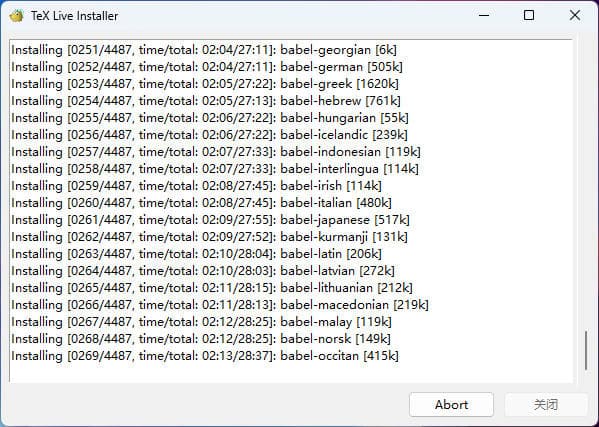 TeX Live Installer
Installing [0251/4487, time/total: 02:04/27:11]: babel-georgian [6k]
Installing [0252/4487, time/total: 02:04/27:11]: babel-german [505k]
Installing [0253/4487, time/total: 02:05/27:22]: babel-greek [1620k]
Installing [0254/4487, time/total: 02:05/27:13]: babel-hebrew [761k]
Installing [0255/4487, time/total: 02:06/27:22]: babel-hungarian [55k]
Installing [0256/4487, time/total: 02:06/27:22]: babel-icelandic [239k]
Installing [0257/4487, time/total: 02:07/27:33]: babel-indonesian [119k]
Installing [0258/4487, time/total: 02:07/27:33]: babel-interlingua [114k]
Installing [0259/4487, time/total: 02:08/27:45]: babel-irish [114k]
Installing [0260/4487, time/total: 02:08/27:45]: babel-italian [480k]
Installing [0261/4487, time/total: 02:09/27:55]: babel-japanese [517k]
Installing [0262/4487, time/total: 02:09/27:52]: babel-kurmanji [131k]
Installing [0263/4487, time/total: 02:10/28:04]: babel-latin [206k]
Installing [0264/4487, time/total: 02:10/28:03]: babel-latvian [272k]
Installing [0265/4487, time/total: 02:11/28:15]: babel-lithuanian [212k]
Installing [0266/4487, time/total: 02:11/28:13]: babel-macedonian [219k]
Installing [0267/4487, time/total: 02:12/28:25]: babel-malay [119k]
Installing [0268/4487, time/total: 02:12/28:25]: babel-norsk [149k]
Installing [0269/4487, time/total: 02:13/28:37]: babel-occitan [415k]
Abort 关闭